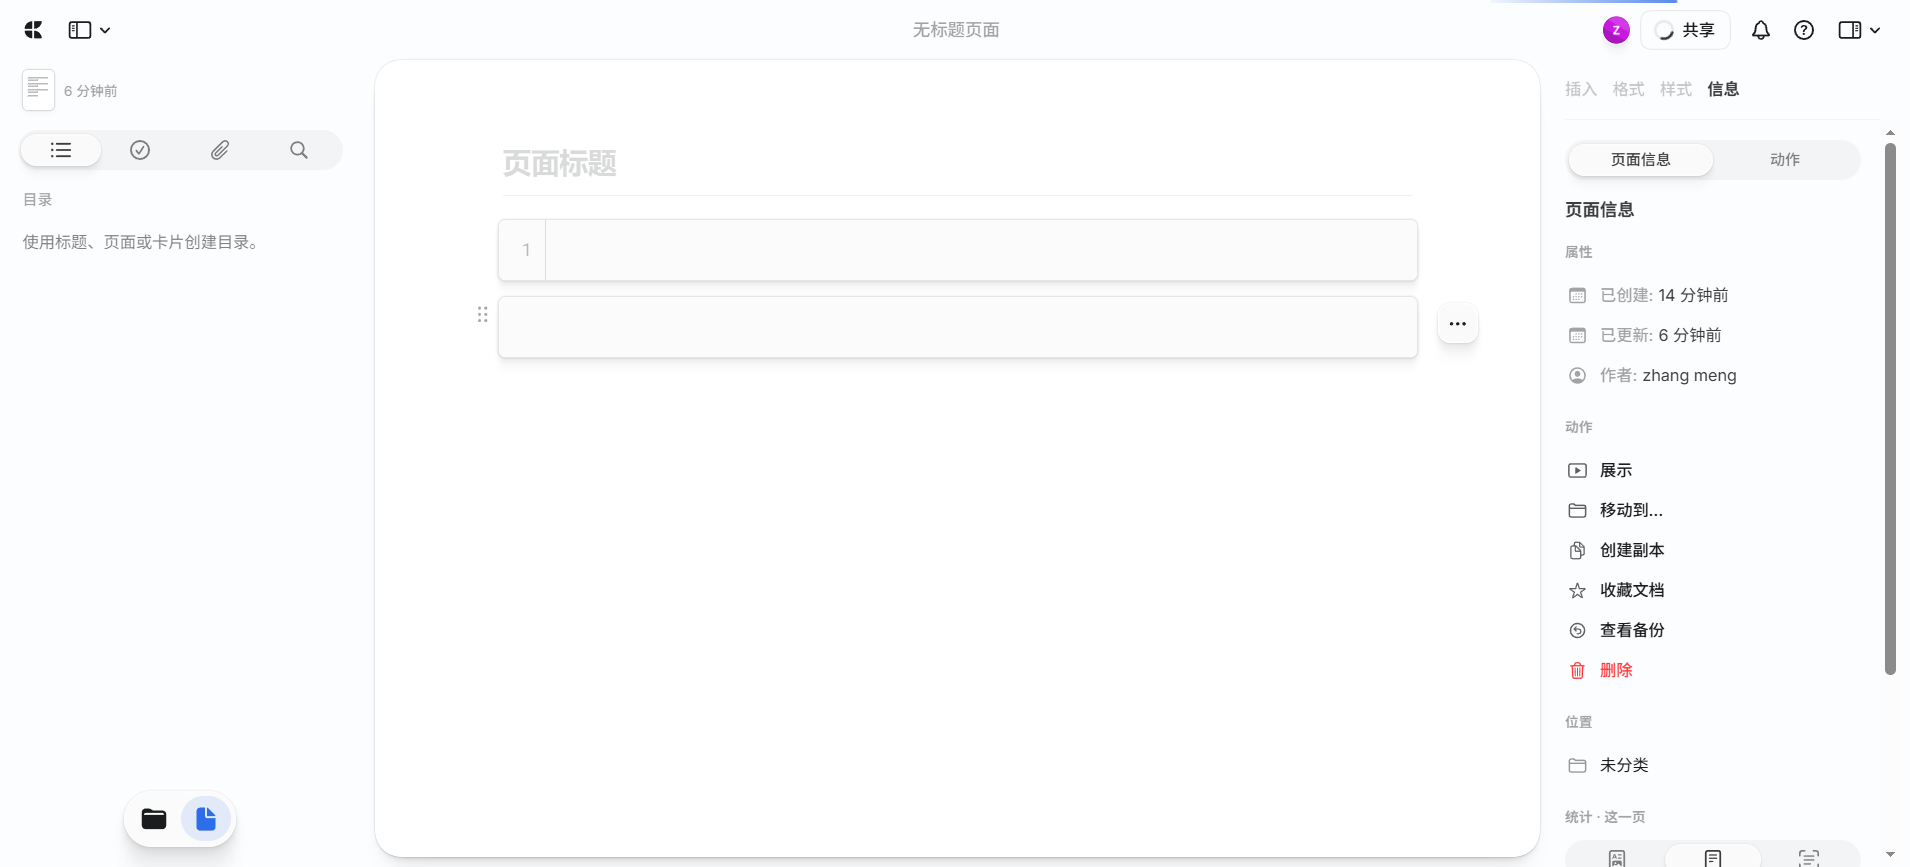 无标题页面
Z
共享
6 分钟前
目录
使用标题、页面或卡片创建目录。
页面标题
1
插入 格式 样式 信息
页面信息 动作
页面信息
属性
已创建: 14 分钟前
已更新: 6 分钟前
作者: zhang meng
动作
展示
移动到...
创建副本
收藏文档
查看备份
删除
位置
未分类
统计 · 这一页